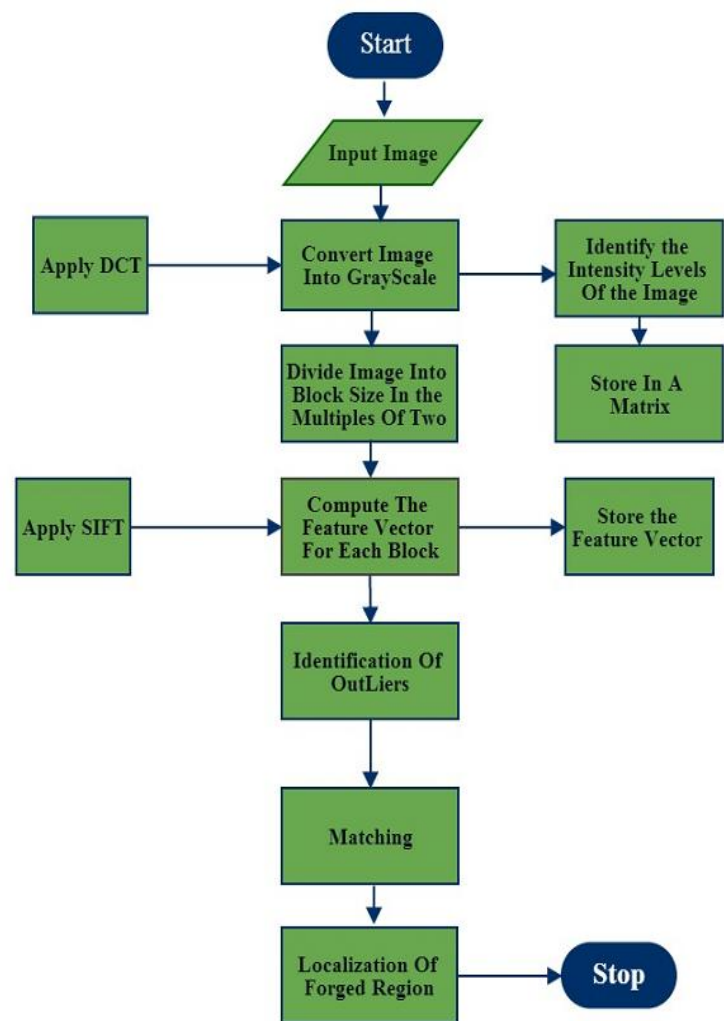 Start
Input Image
Apply DCT
Convert Image
Into GrayScale
Identify the
Intensity Levels
Of the Image
Divide Image Into
Block Size In the
Multiples Of Two
Store In A
Matrix
Apply SIFT
Compute The
Feature Vector
For Each Block
Store the
Feature Vector
Identification Of
OutLiers
Matching
Localization Of
Forged Region
Stop